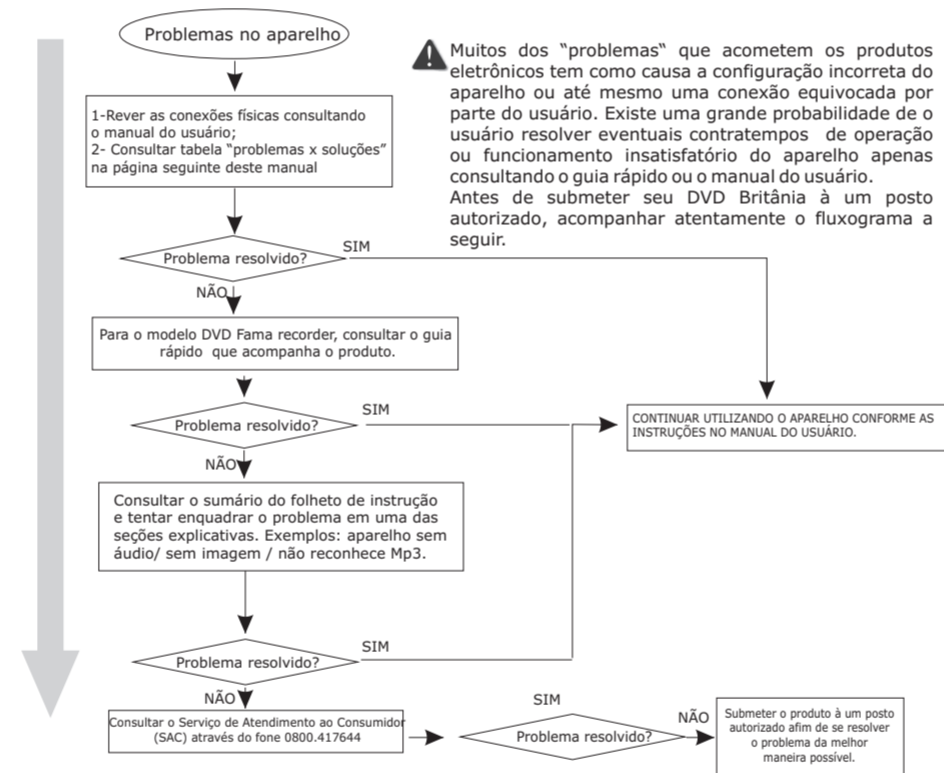 Problemas no aparelho
Muitos dos “problemas“ que acometem os produtos
eletrônicos tem como causa a configuração incorreta do
aparelho ou até mesmo uma conexão equivocada por
parte do usuário. Existe uma grande probabilidade de o
usuário resolver eventuais contratempos de operação
ou funcionamento insatisfatório do aparelho apenas
consultando o guia rápido ou o manual do usuário.
Antes de submeter seu DVD Britânia à um posto
autorizado, acompanhar atentamente o fluxograma a
seguir.
1-Rever as conexões físicas consultando
o manual do usuário;
2- Consultar tabela “problemas x soluções”
na página seguinte deste manual
Problema resolvido?
SIM
NÃO
Para o modelo DVD Fama recorder, consultar o guia
rápido que acompanha o produto.
Problema resolvido?
SIM
CONTINUAR UTILIZANDO O APARELHO CONFORME AS
INSTRUÇÕES NO MANUAL DO USUÁRIO.
NÃO
Consultar o sumário do folheto de instrução
e tentar enquadrar o problema em uma das
seções explicativas. Exemplos: aparelho sem
áudio/ sem imagem / não reconhece Mp3.
Problema resolvido?
SIM
NÃO
Consultar o Serviço de Atendimento ao Consumidor
(SAC) através do fone 0800.417644
SIM
Problema resolvido?
NÃO
Submeter o produto à um posto
autorizado afim de se resolver
o problema da melhor
maneira possível.